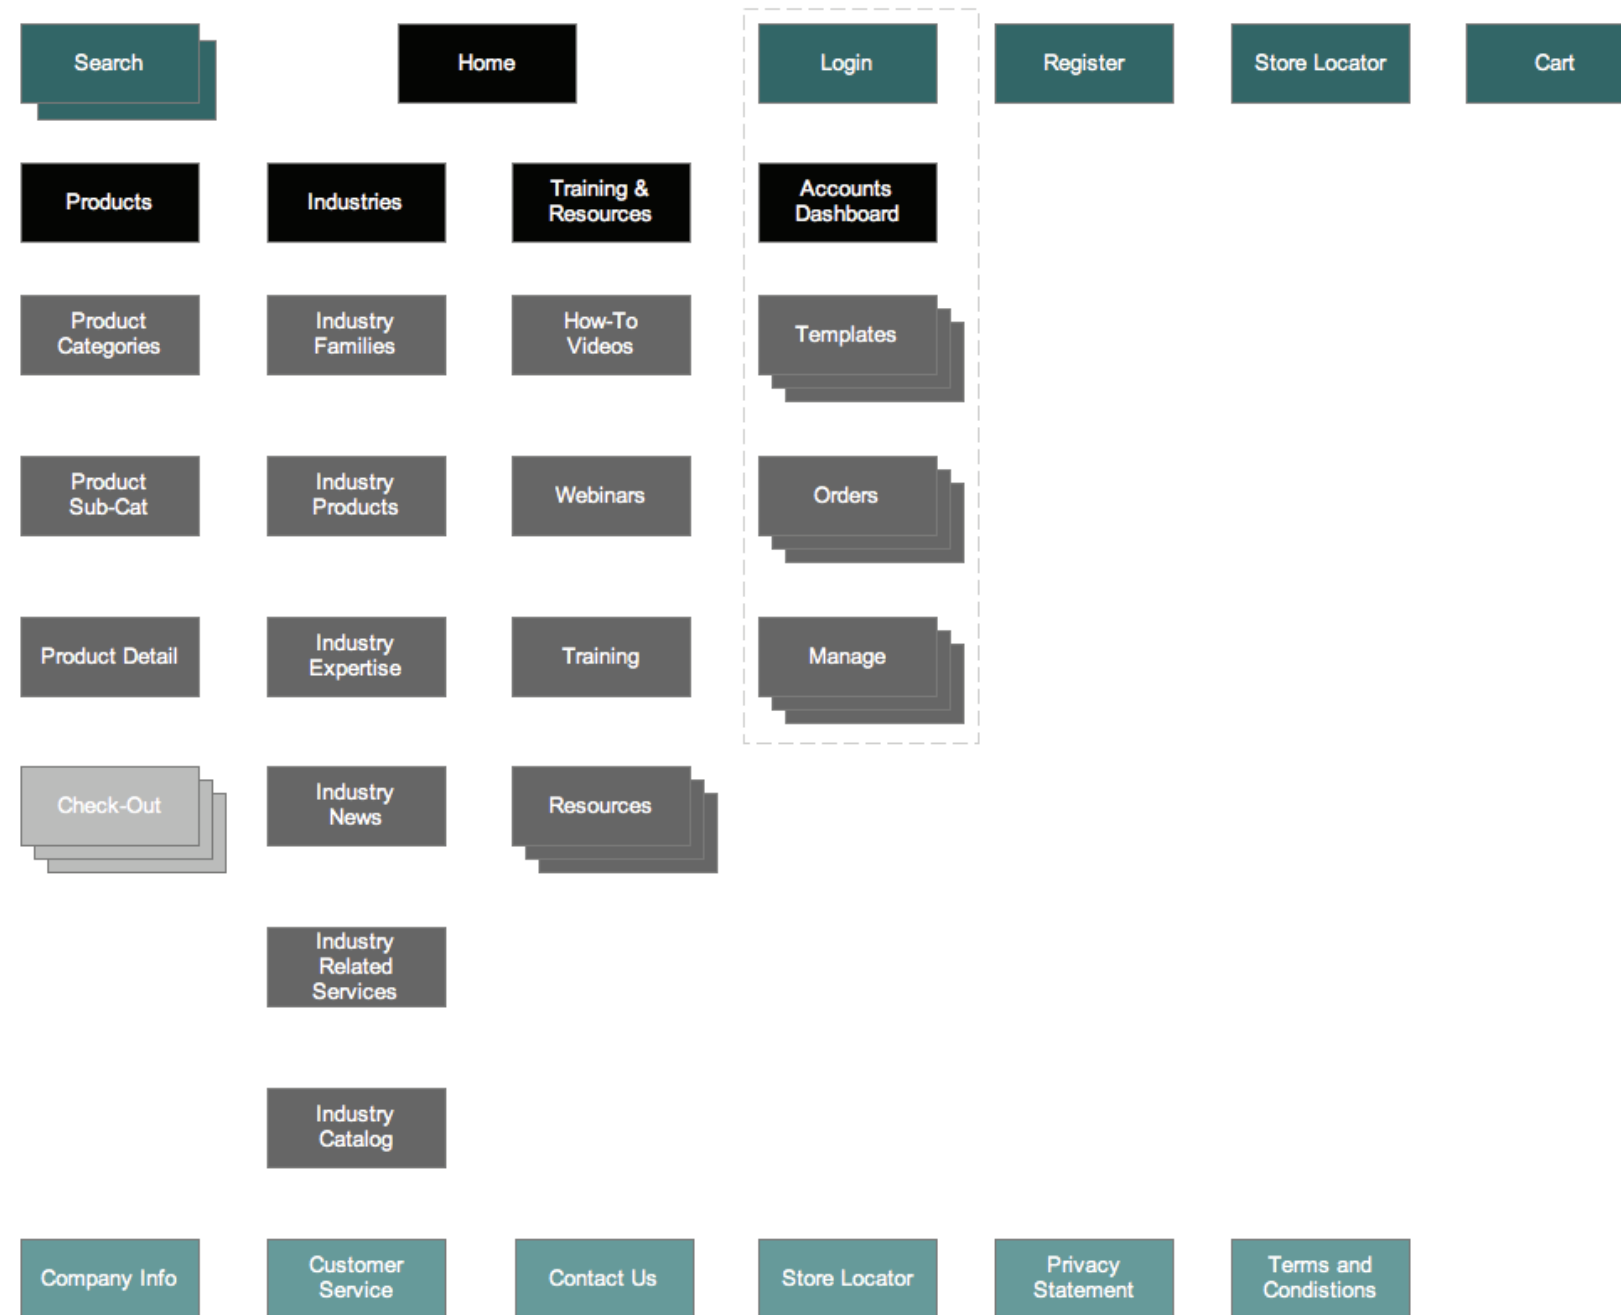 Search
Home
Login
Register
Store Locator
Cart
Products
Industries
Training &
Resources
Accounts
Dashboard
Product
Categories
Industry
Families
How-To
Videos
Templates
Product
Sub-Cat
Industry
Products
Webinars
Orders
Product Detail
Industry
Expertise
Training
Manage
Check-Out
Industry
News
Resources
Industry
Related
Services
Industry
Catalog
Company Info
Customer
Service
Contact Us
Store Locator
Privacy
Statement
Terms and
Condistions